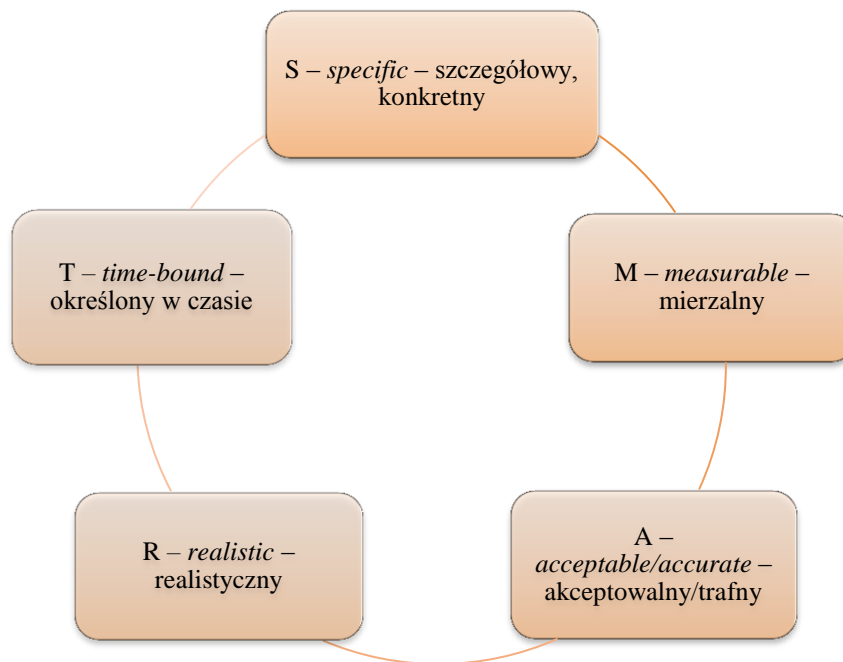 S – specific – szczegółowy,
konkretny
M – measurable –
mierzalny
A –
acceptable/accurate –
akceptowalny/trafny
R – realistic –
realistyczny
T – time-bound –
określony w czasie